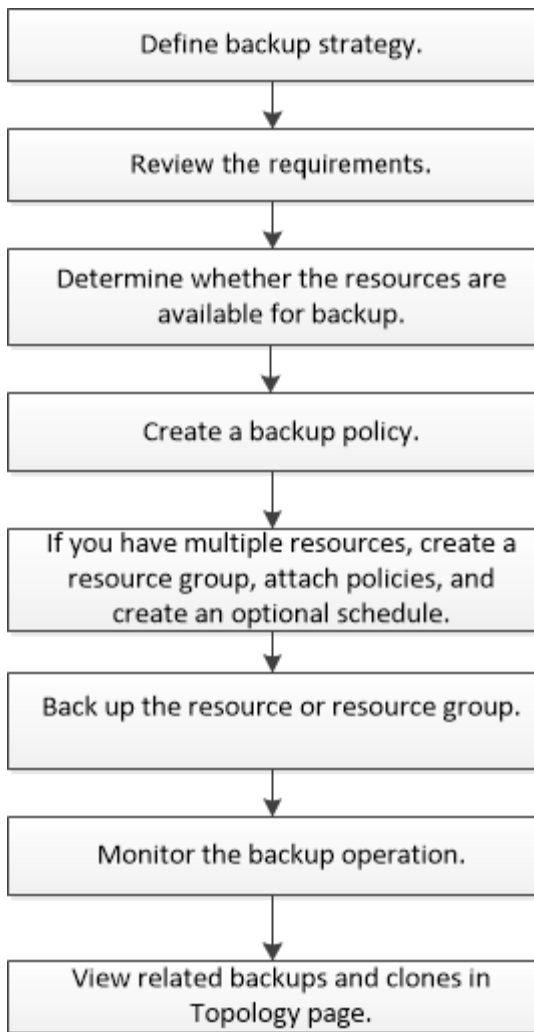 Define backup strategy.
Review the requirements.
Determine whether the resources are
available for backup.
Create a backup policy.
If you have multiple resources, create a
resource group, attach policies, and
create an optional schedule.
Back up the resource or resource group.
Monitor the backup operation.
View related backups and clones in
Topology page.